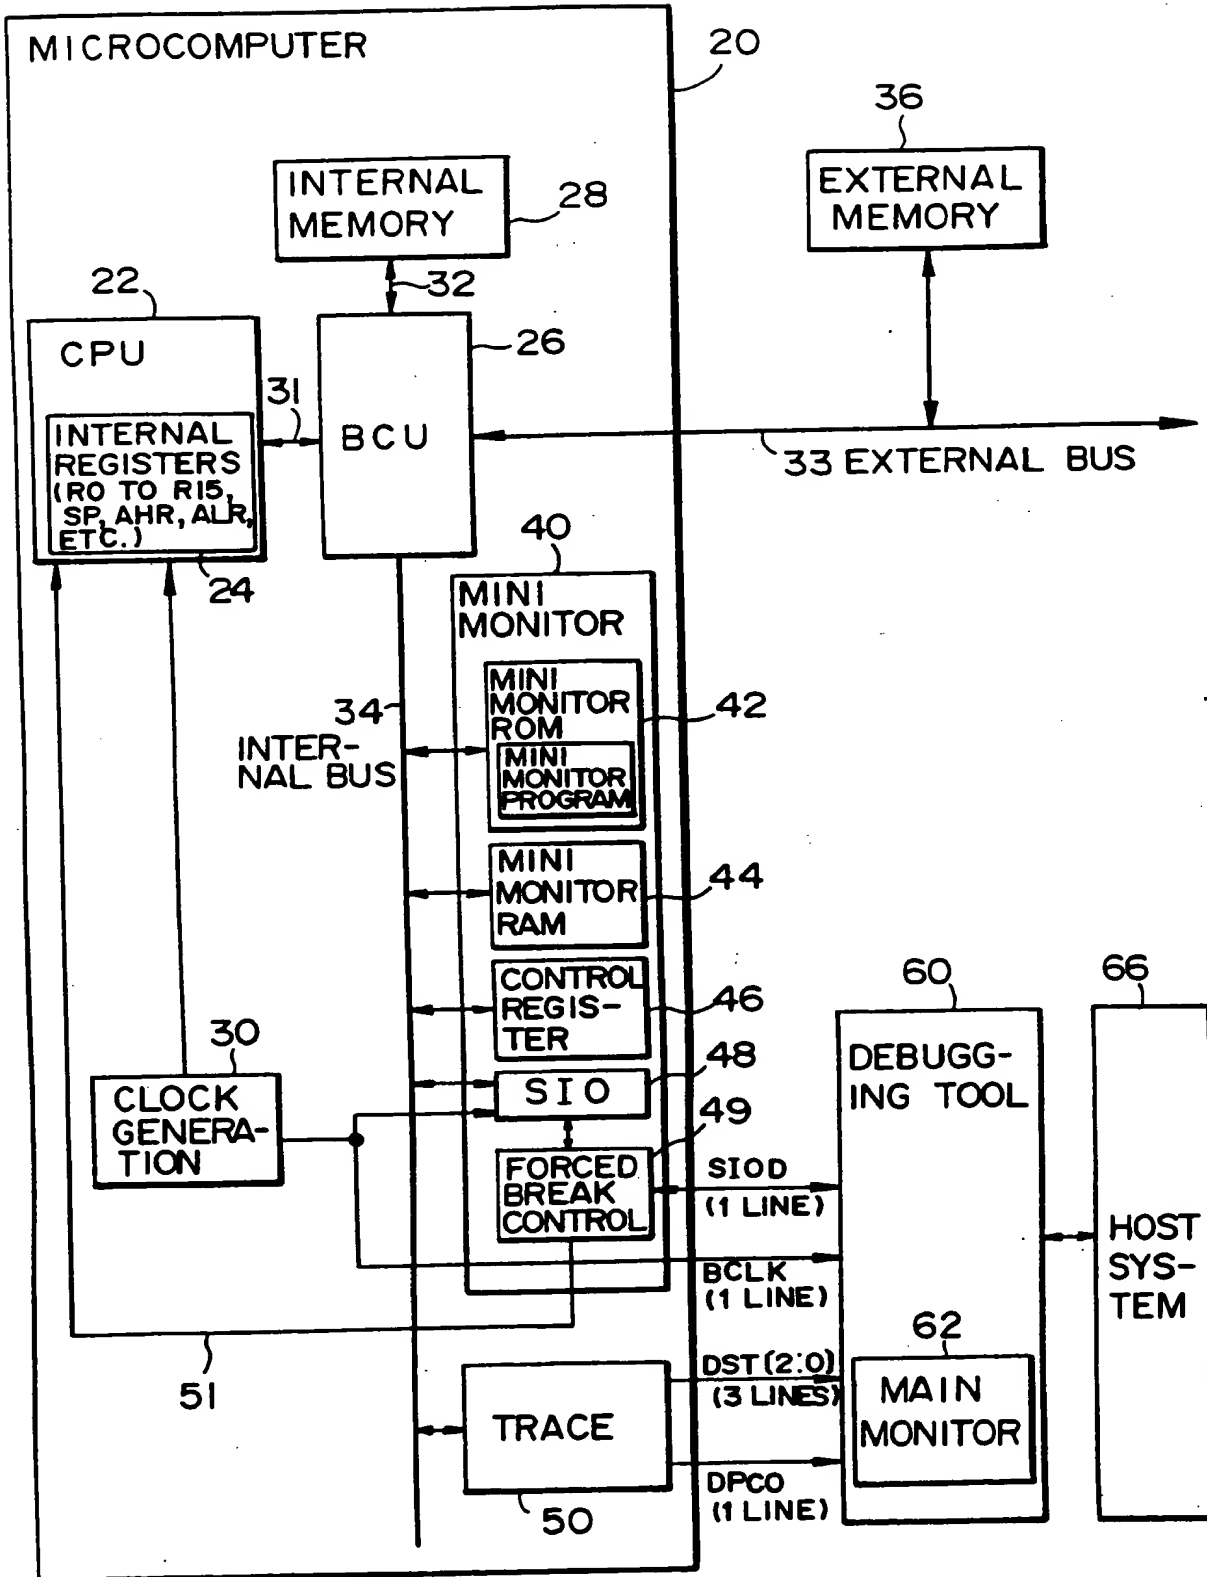 MICROCOMPUTER
20
36
INTERNAL
MEMORY
28
EXTERNAL
MEMORY
32
22
26
CPU
31
BCU
INTERNAL
REGISTERS
(R0 TO R15,
SP, AHR, ALR,
ETC.)
24
33 EXTERNAL BUS
40
MINI
MONITOR
MINI
MONITOR
ROM
42
MINI
MONITOR
PROGRAM
34
INTER-
NAL BUS
MINI
MONITOR
RAM
44
CONTROL
REGIS-
TER
46
60
66
30
CLOCK
GENERA-
TION
SIO
48
49
DEBUGG-
ING TOOL
FORCED
BREAK
CONTROL
SIOD
(1 LINE)
HOST
SYS-
TEM
BCLK
(1 LINE)
51
62
DST(2:0)
(3 LINES)
MAIN
MONITOR
TRACE
50
DPCO
(1 LINE)